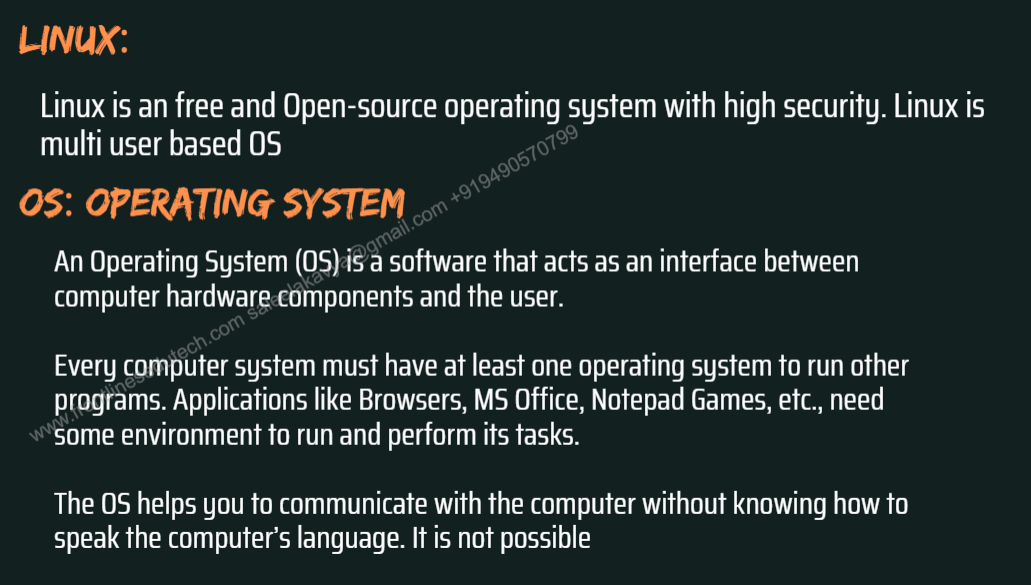 LINUX:
Linux is an free and Open-source operating system with high security. Linux is
multi user based OS
OS: OPERATING SYSTEM
An Operating System (OS) is a software that acts as an interface between
computer hardware components and the user.
Every computer system must have at least one operating system to run other
programs. Applications like Browsers, MS Office, Notepad Games, etc., need
some environment to run and perform its tasks.
The OS helps you to communicate with the computer without knowing how to
speak the computer’s language. It is not possible
www.frontlinesedutech.com +919490570799